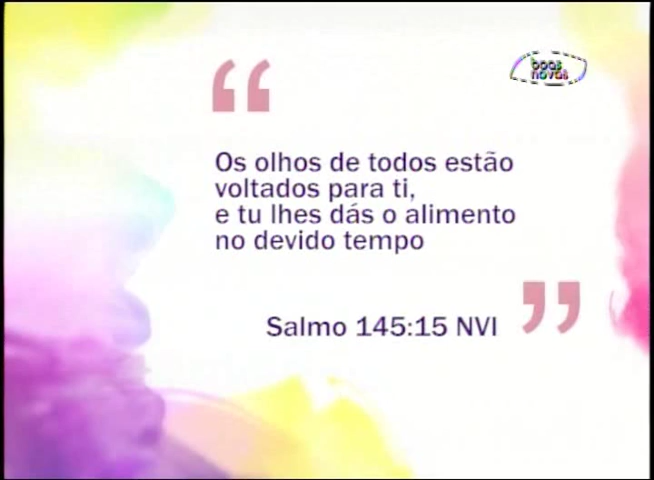 boas
novas
“
Os olhos de todos estão
voltados para ti,
e tu lhes dás o alimento
no devido tempo
”
Salmo 145:15 NVI